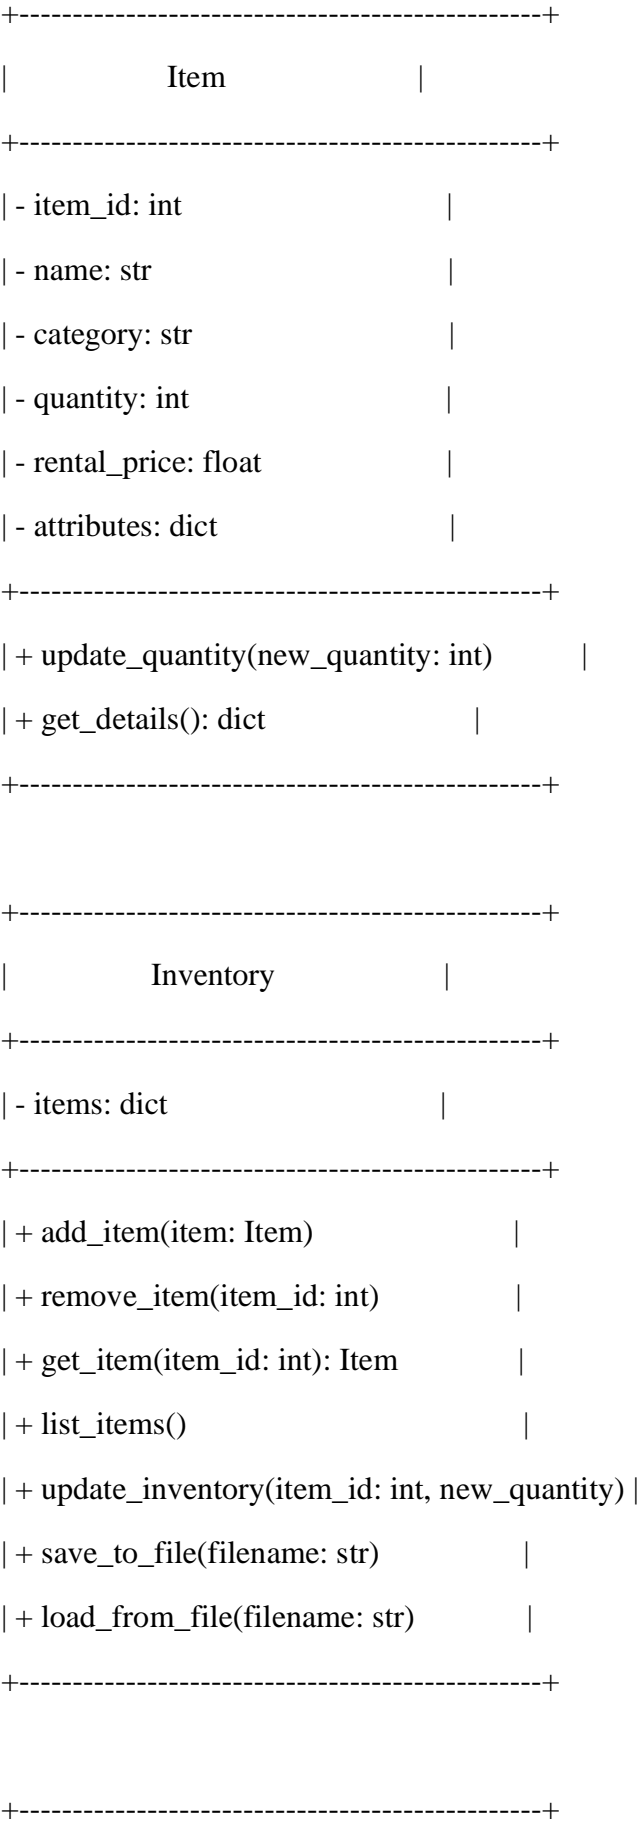 +-------------------------------------------------+
| Item |
+-------------------------------------------------+
| - item_id: int |
| - name: str |
| - category: str |
| - quantity: int |
| - rental_price: float |
| - attributes: dict |
+-------------------------------------------------+
| + update_quantity(new_quantity: int) |
| + get_details(): dict |
+-------------------------------------------------+
+-------------------------------------------------+
| Inventory |
+-------------------------------------------------+
| - items: dict |
+-------------------------------------------------+
| + add_item(item: Item) |
| + remove_item(item_id: int) |
| + get_item(item_id: int): Item |
| + list_items() |
| + update_inventory(item_id: int, new_quantity) |
| + save_to_file(filename: str) |
| + load_from_file(filename: str) |
+-------------------------------------------------+
+-------------------------------------------------+